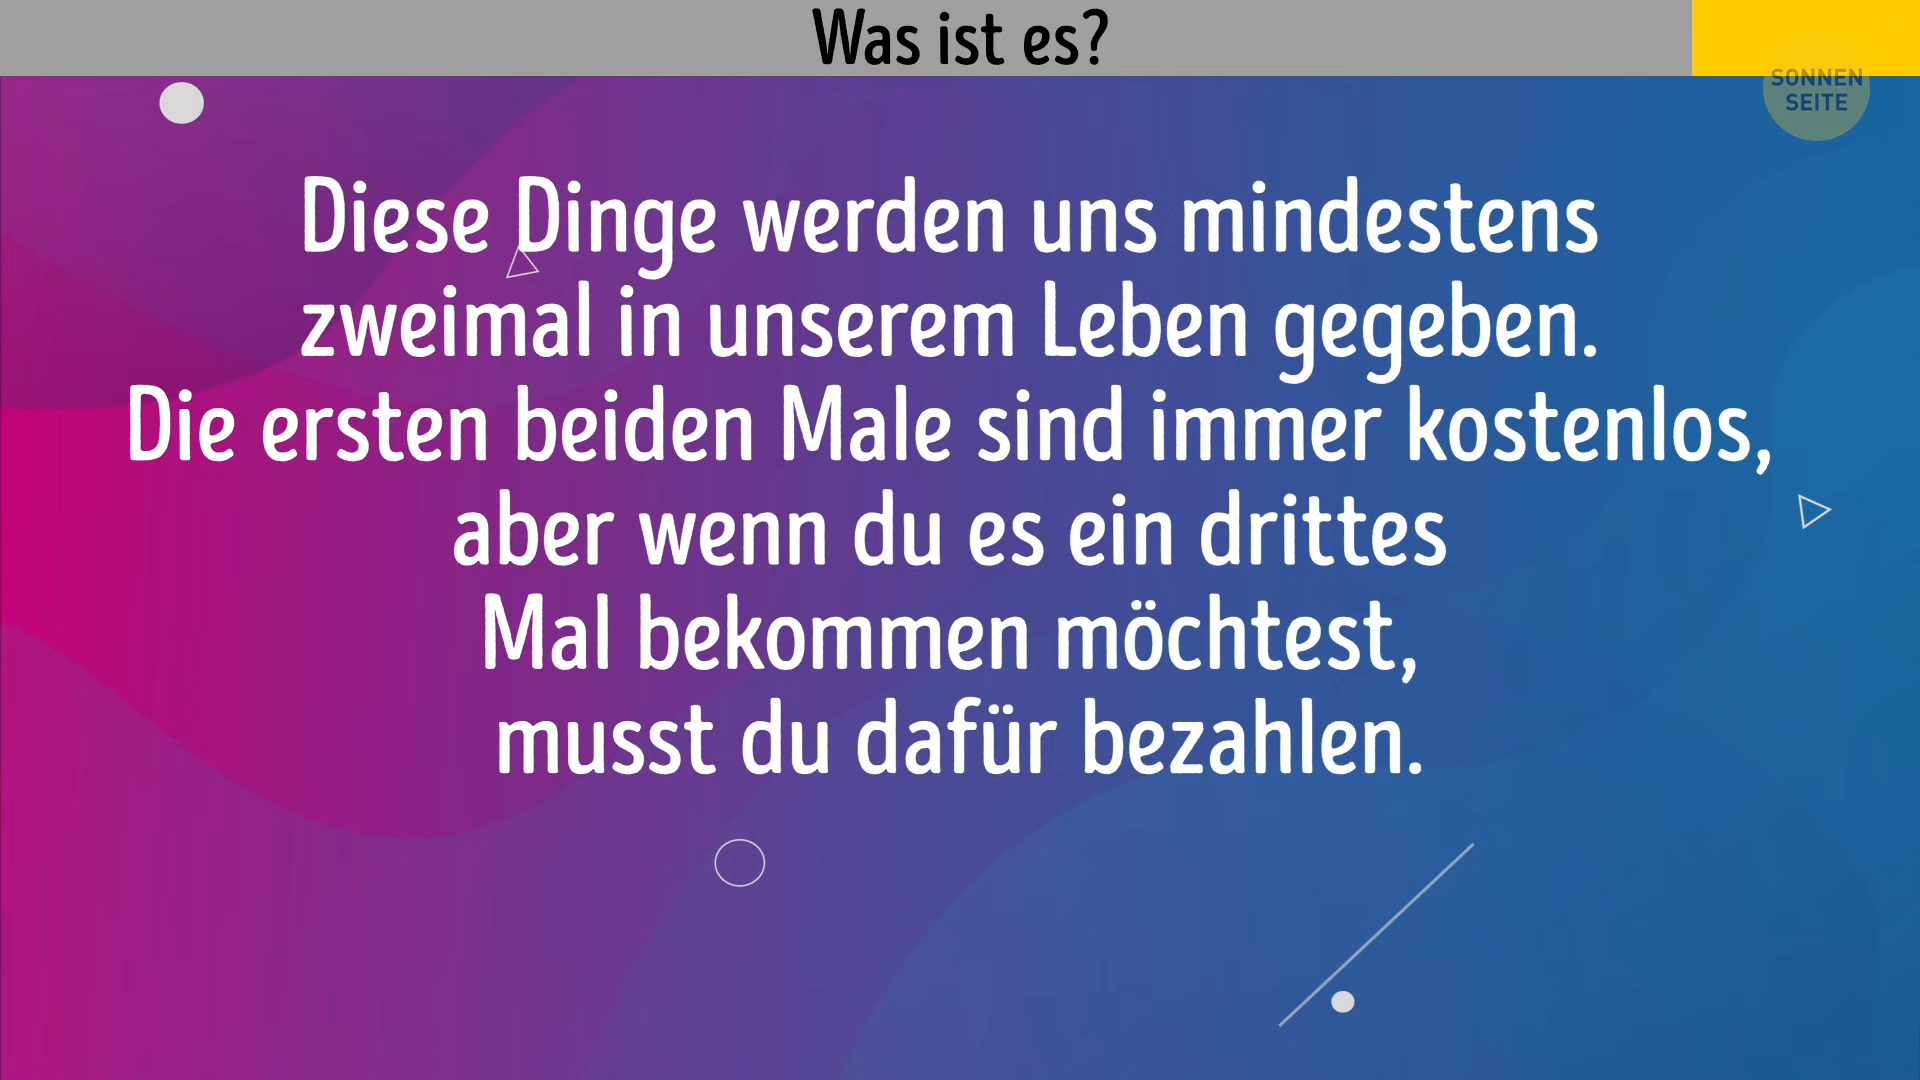 Was ist es?
SONNEN
SEITE
Diese Dinge werden uns mindestens
zweimal in unserem Leben gegeben.
Die ersten beiden Male sind immer kostenlos,
aber wenn du es ein drittes
Mal bekommen möchtest,
musst du dafür bezahlen.